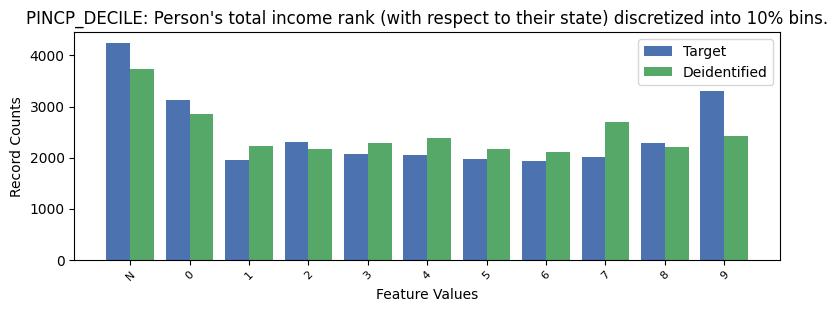 PINCP_DECILE: Person's total income rank (with respect to their state) discretized into 10% bins.
Target
Deidentified
Record Counts
4000
3000
2000
1000
0
N 0 1 2 3 4 5 6 7 8 9
Feature Values